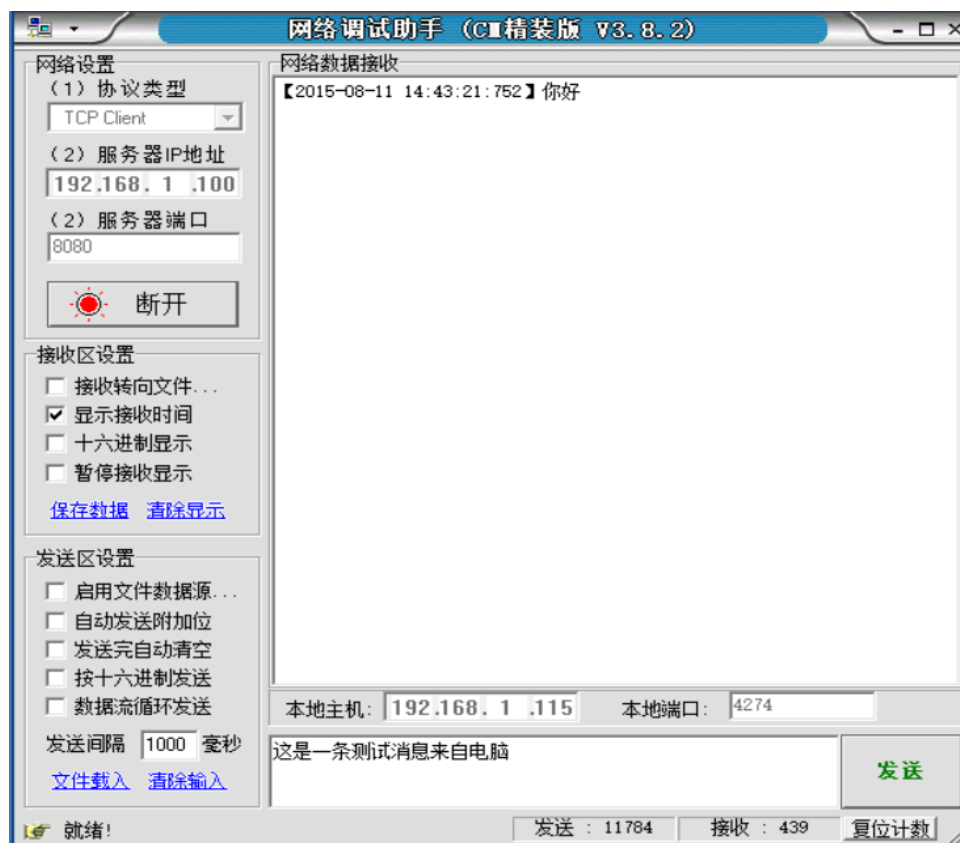 网络调试助手 (CⅢ精装版 V3.8.2)
网络设置
(1) 协议类型
TCP Client
(2) 服务器IP地址
192.168. 1 .100
(2) 服务器端口
8080
断开
接收区设置
接收转向文件...
显示接收时间
十六进制显示
暂停接收显示
保存数据 清除显示
发送区设置
启用文件数据源...
自动发送附加位
发送完自动清空
按十六进制发送
数据流循环发送
发送间隔 1000 毫秒
文件载入 清除输入
网络数据接收
【2015-08-11 14:43:21:752】你好
本地主机: 192.168. 1 .115 本地端口: 4274
这是一条测试消息来自电脑
发送
就绪! 发送 : 11784 接收 : 439 复位计数